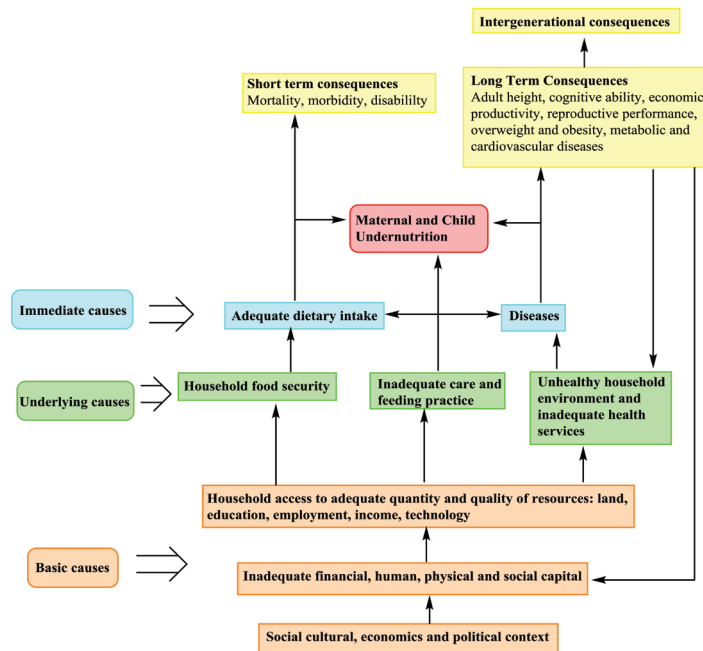 Intergenerational consequences
Short term consequences
Mortality, morbidity, disabililty
Long Term Consequences
Adult height, cognitive ability, economic
productivity, reproductive performance,
overweight and obesity, metabolic and
cardiovascular diseases
Maternal and Child
Undernutrition
Immediate causes
Adequate dietary intake
Diseases
Underlying causes
Household food security
Inadequate care and
feeding practice
Unhealthy household
environment and
inadequate health
services
Household access to adequate quantity and quality of resources: land,
education, employment, income, technology
Basic causes
Inadequate financial, human, physical and social capital
Social cultural, economics and political context